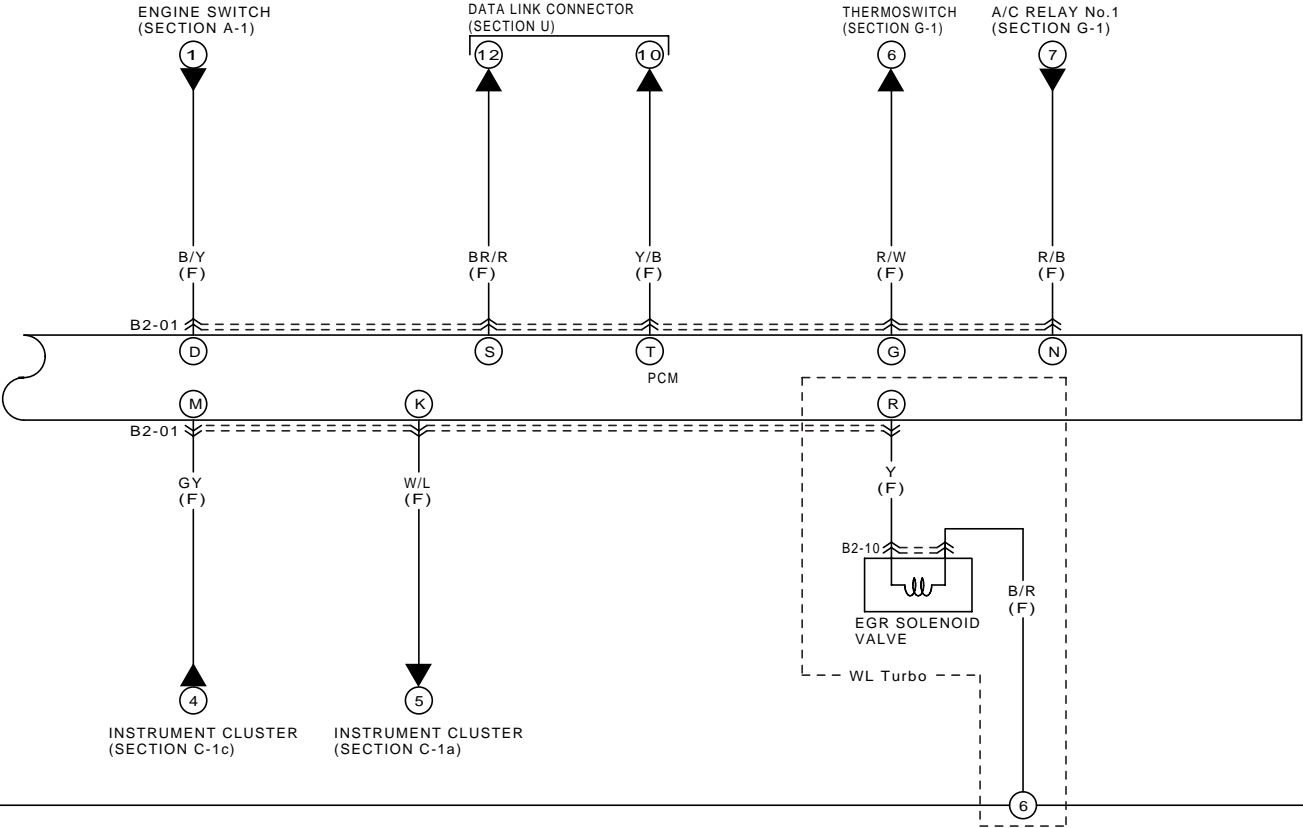 ENGINE SWITCH
(SECTION A-1)
DATA LINK CONNECTOR
(SECTION U)
THERMOSWITCH
(SECTION G-1)
A/C RELAY No.1
(SECTION G-1)
1
12
10
6
7
B/Y
(F)
BR/R
(F)
Y/B
(F)
R/W
(F)
R/B
(F)
B2-01
D
S
T
G
N
PCM
M
K
R
B2-01
GY
(F)
W/L
(F)
Y
(F)
B2-10
B/R
(F)
EGR SOLENOID
VALVE
WL Turbo
4
5
INSTRUMENT CLUSTER
(SECTION C-1c)
INSTRUMENT CLUSTER
(SECTION C-1a)
6